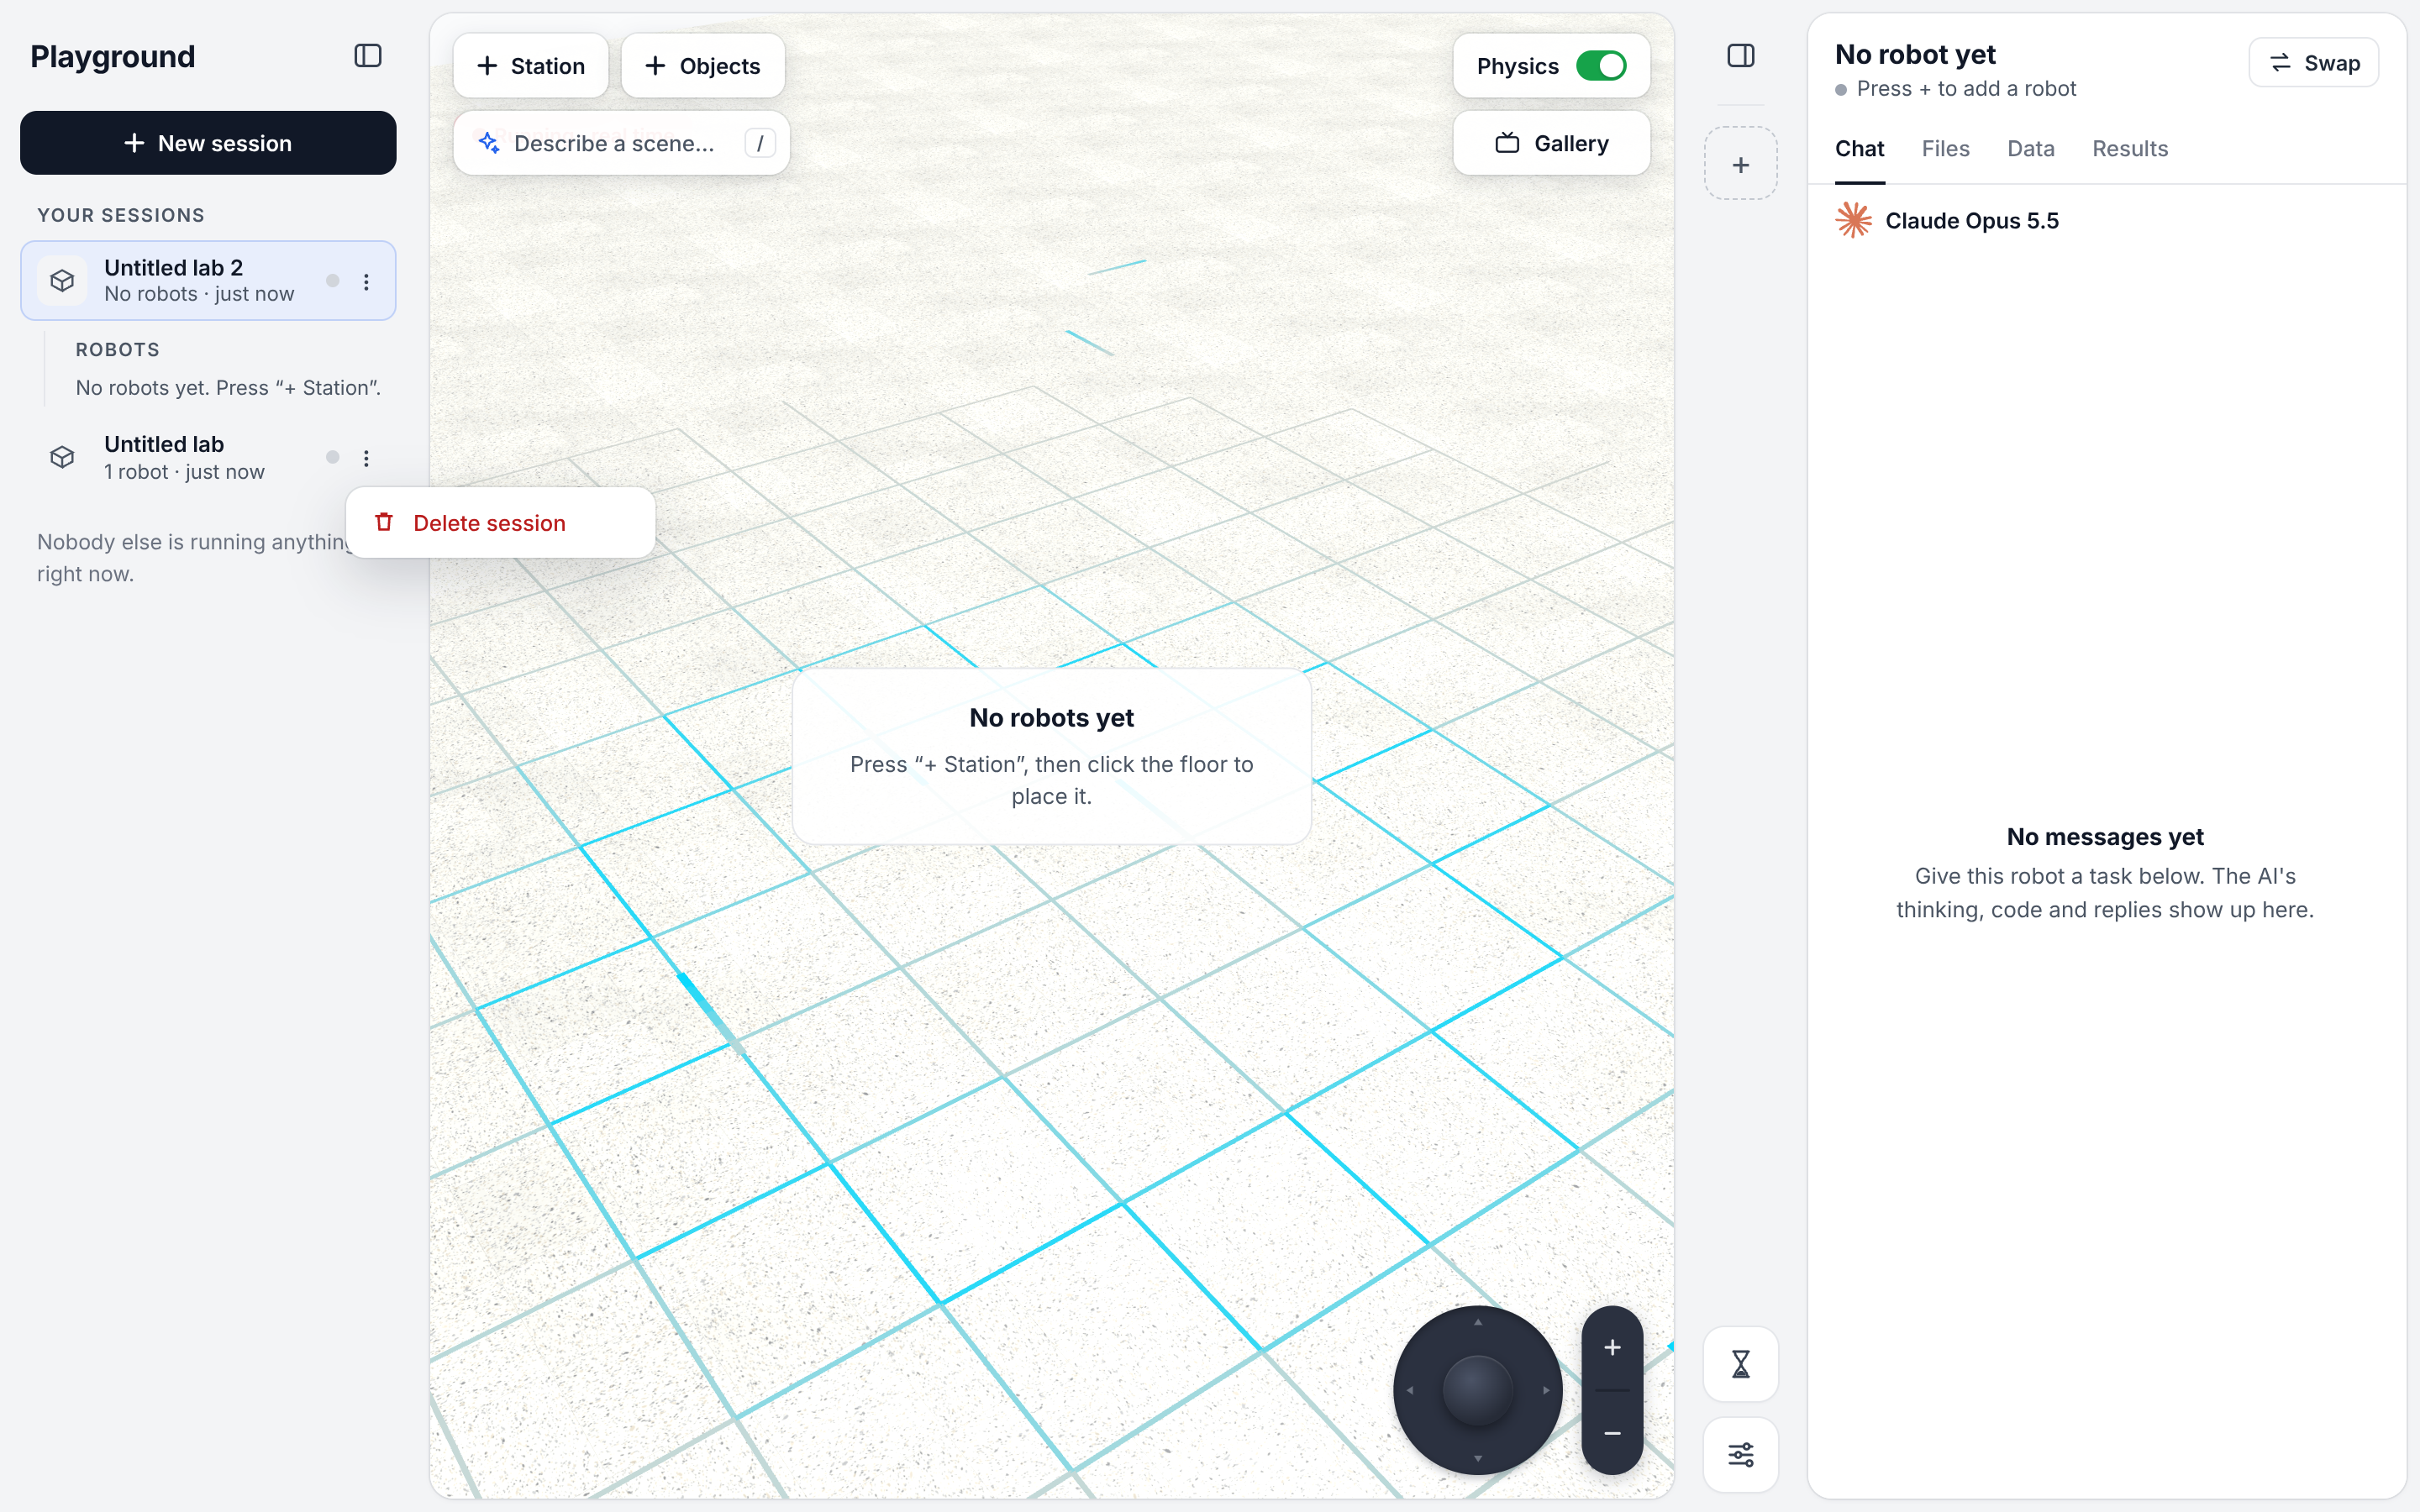 Playground
New session
YOUR SESSIONS
Untitled lab 2
No robots · just now
ROBOTS
No robots yet. Press “+ Station”.
Untitled lab
1 robot · just now
Delete session
Nobody else is running anything
right now.
Station
Objects
Describe a scene...
/
Physics
Gallery
No robots yet
Press “+ Station”, then click the floor to
place it.
No robot yet
Press + to add a robot
Swap
Chat
Files
Data
Results
Claude Opus 5.5
No messages yet
Give this robot a task below. The AI's
thinking, code and replies show up here.